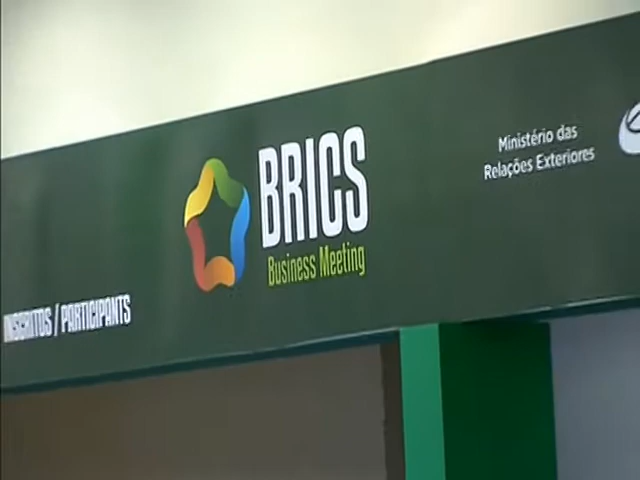 BRICS
Business Meeting
Ministério das
Relações Exteriores
INSCRITOS / PARTICIPANTS